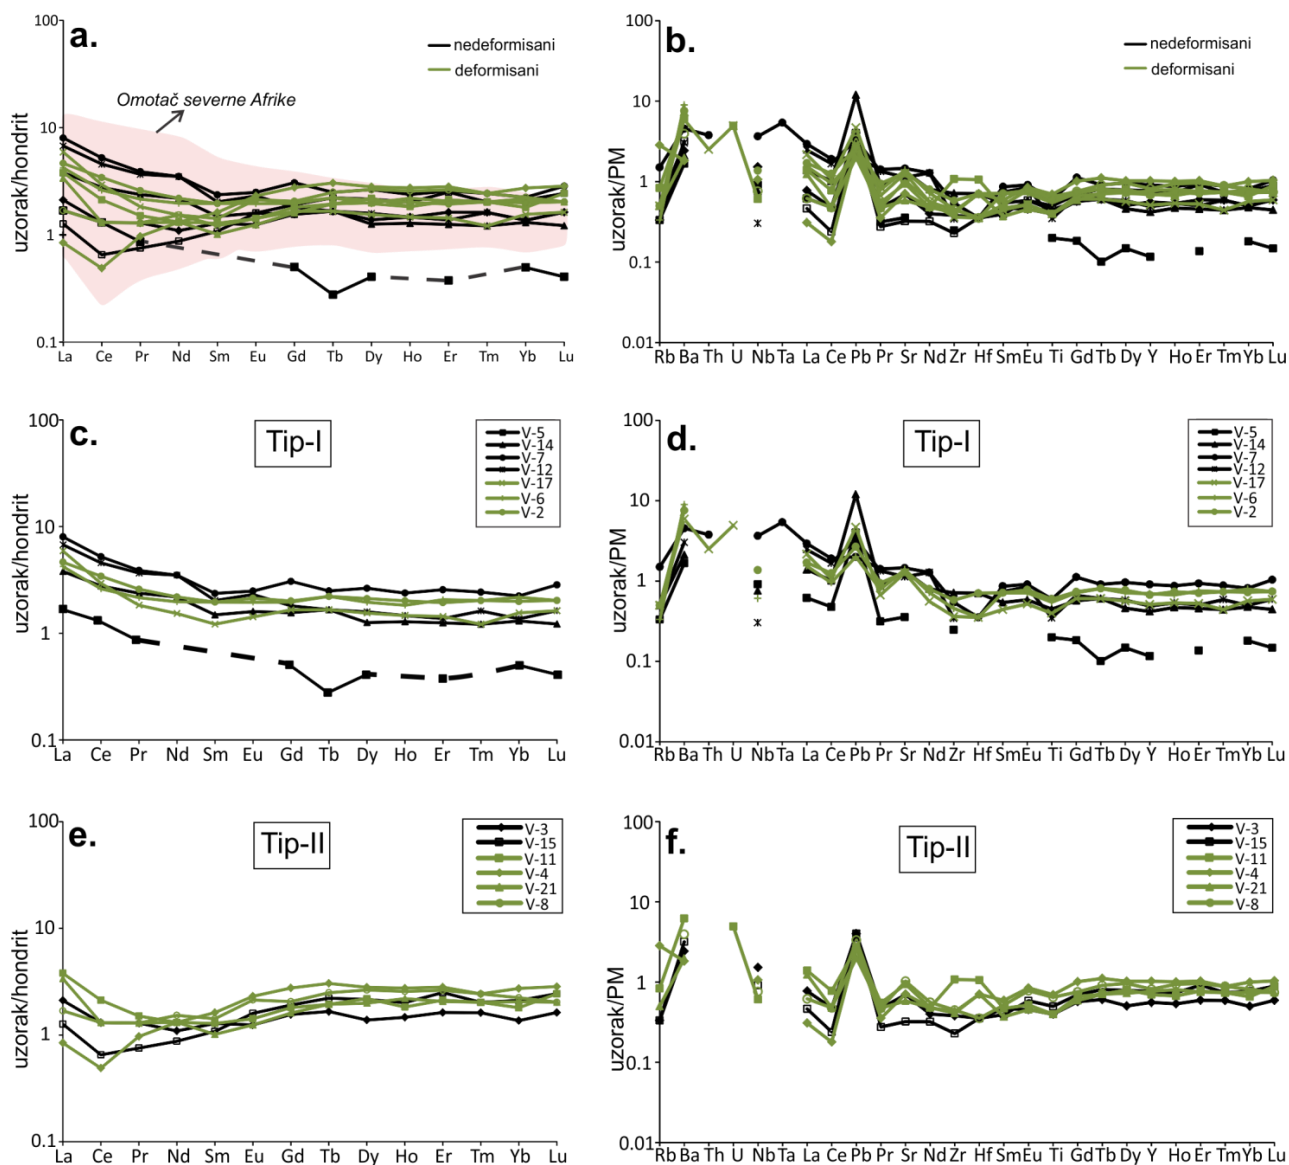 a.
nedeformisani
deformisani
Omotač severne Afrike
uzorak/hondrit
100
10
1
0.1
La Ce Pr Nd Sm Eu Gd Tb Dy Ho Er Tm Yb Lu
b.
nedeformisani
deformisani
uzorak/PM
100
10
1
0.1
0.01
Rb Ba Th U Nb Ta La Ce Pb Pr Sr Nd Zr Hf Sm Eu Ti Gd Tb Dy Y Ho Er Tm Yb Lu
c.
Tip-I
V-5
V-14
V-7
V-12
V-17
V-6
V-2
uzorak/hondrit
100
10
1
0.1
La Ce Pr Nd Sm Eu Gd Tb Dy Ho Er Tm Yb Lu
d.
Tip-I
V-5
V-14
V-7
V-12
V-17
V-6
V-2
uzorak/PM
100
10
1
0.1
0.01
Rb Ba Th U Nb Ta La Ce Pb Pr Sr Nd Zr Hf Sm Eu Ti Gd Tb Dy Y Ho Er Tm Yb Lu
e.
Tip-II
V-3
V-15
V-11
V-4
V-21
V-8
uzorak/hondrit
100
10
1
0.1
La Ce Pr Nd Sm Eu Gd Tb Dy Ho Er Tm Yb Lu
f.
Tip-II
V-3
V-15
V-11
V-4
V-21
V-8
uzorak/PM
100
10
1
0.1
0.01
Rb Ba Th U Nb Ta La Ce Pb Pr Sr Nd Zr Hf Sm Eu Ti Gd Tb Dy Y Ho Er Tm Yb Lu